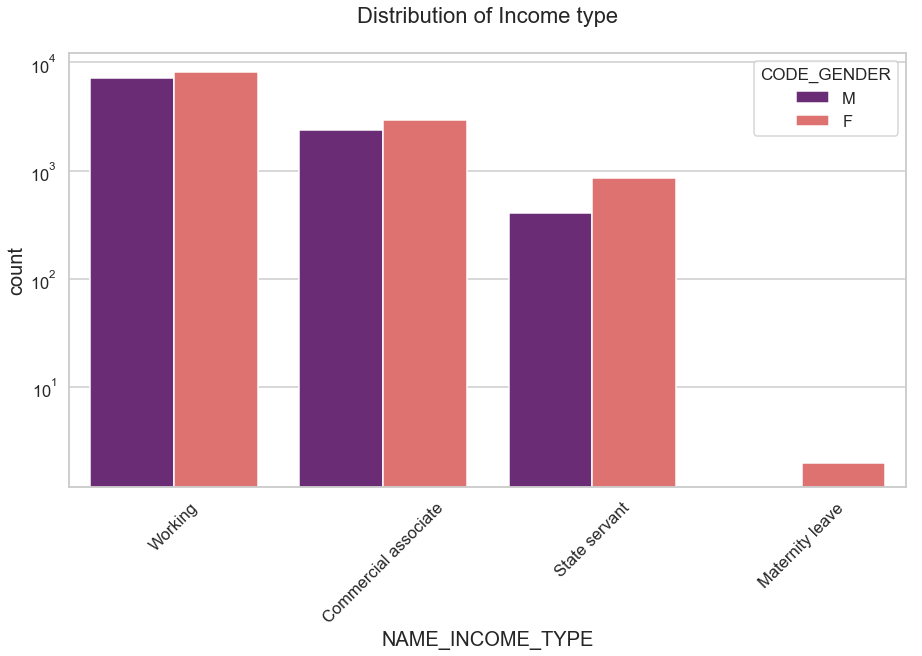 Distribution of Income type
CODE_GENDER
M
F
10^4
10^3
10^2
10^1
count
Working
Commercial associate
State servant
Maternity leave
NAME_INCOME_TYPE